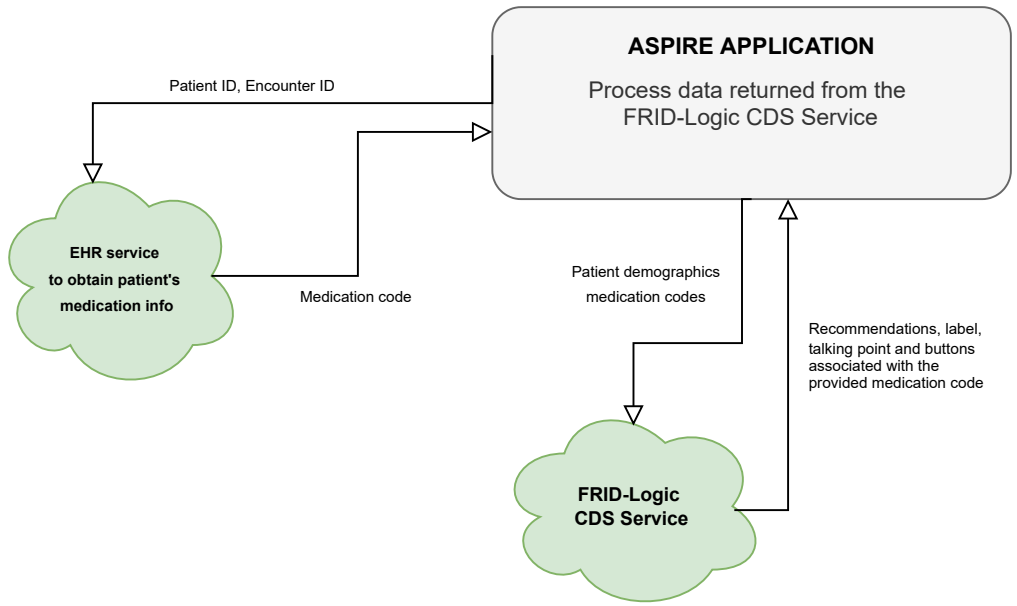 ASPIRE APPLICATION
Process data returned from the
FRID-Logic CDS Service
Patient ID, Encounter ID
EHR service
to obtain patient's
medication info
Medication code
Patient demographics
medication codes
Recommendations, label,
talking point and buttons
associated with the
provided medication code
FRID-Logic
CDS Service